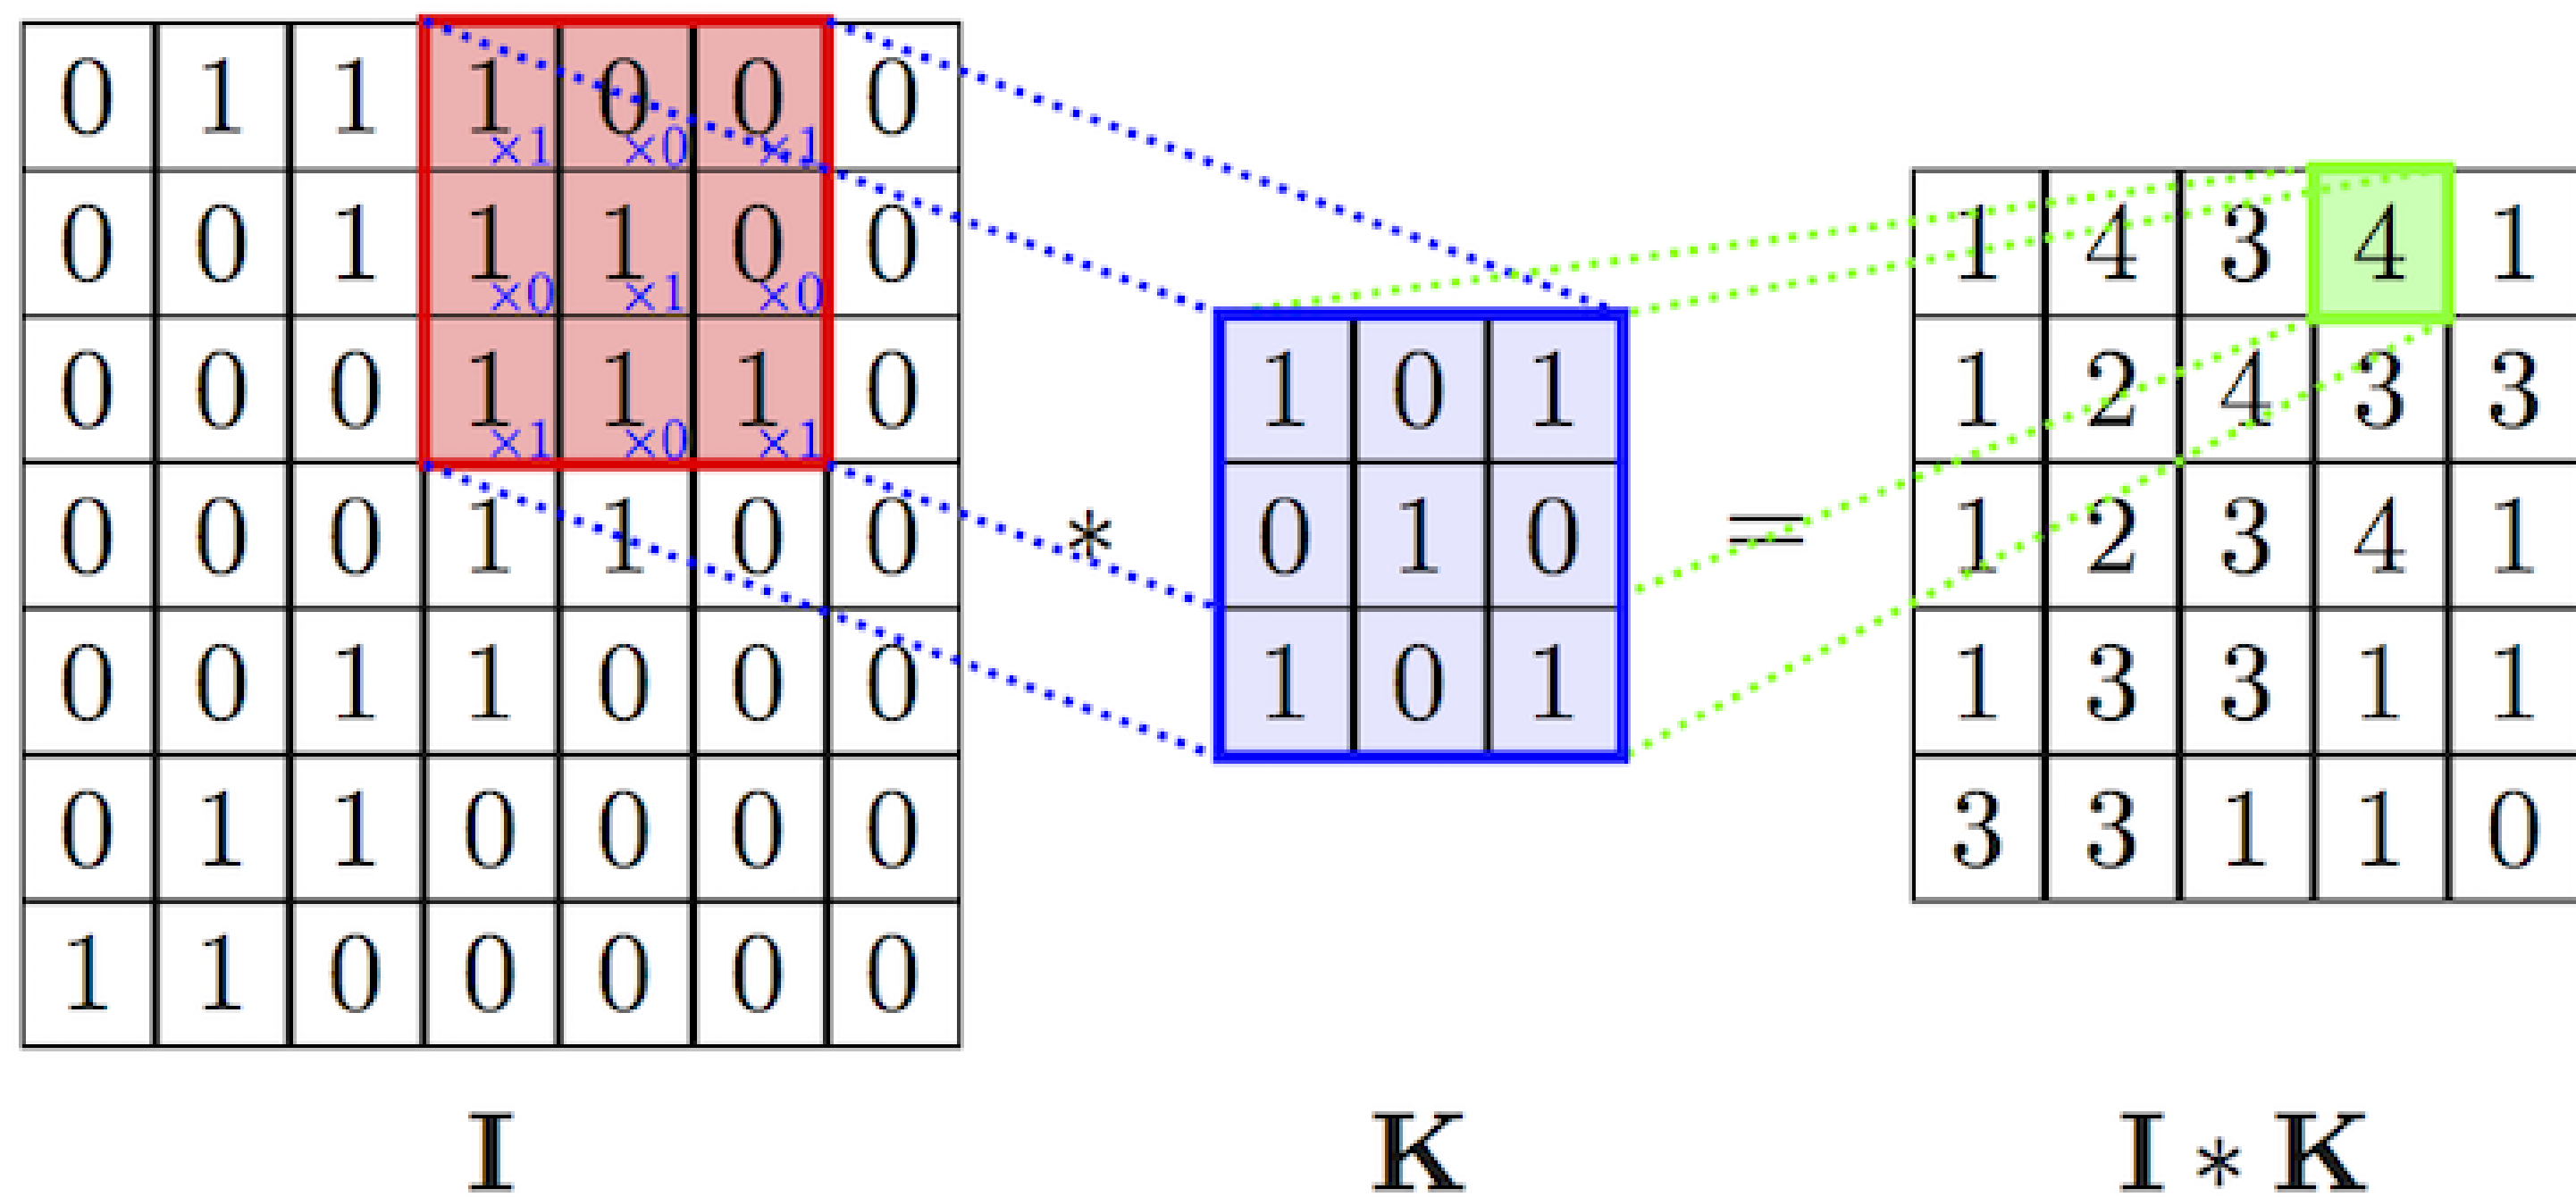 0 1 1 1 0 0 0
×1 ×0 ×1
0 0 1 1 1 0 0
×0 ×1 ×0
0 0 0 1 1 1 0
×1 ×0 ×1
0 0 0 1 1 0 0
0 0 1 1 0 0 0
0 1 1 0 0 0 0
1 1 0 0 0 0 0
I
*
1 0 1
0 1 0
1 0 1
K
=
1 4 3 4 1
1 2 4 3 3
1 2 3 4 1
1 3 3 1 1
3 3 1 1 0
I * K